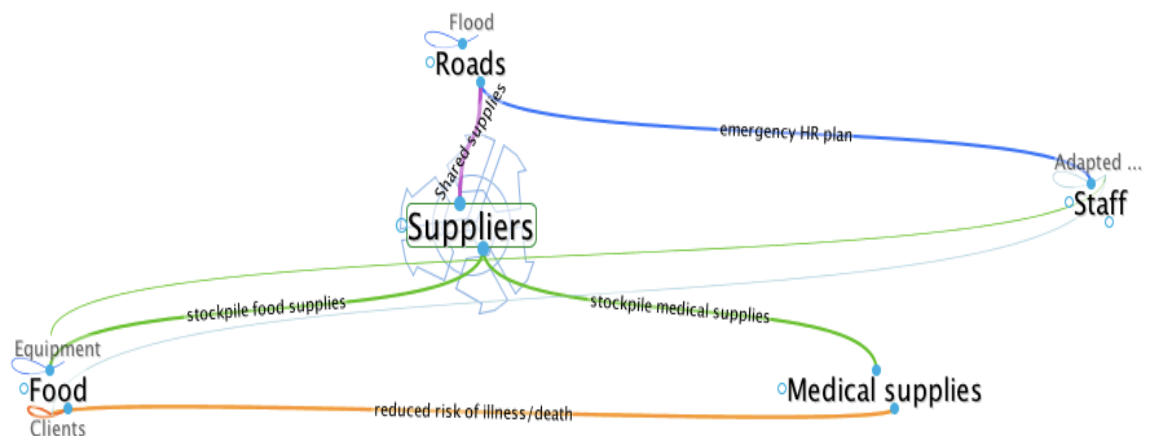 Flood
Roads
Shared supplies
emergency HR plan
Adapted ...
Staff
Suppliers
stockpile food supplies
stockpile medical supplies
Equipment
Food
Medical supplies
reduced risk of illness/death
Clients